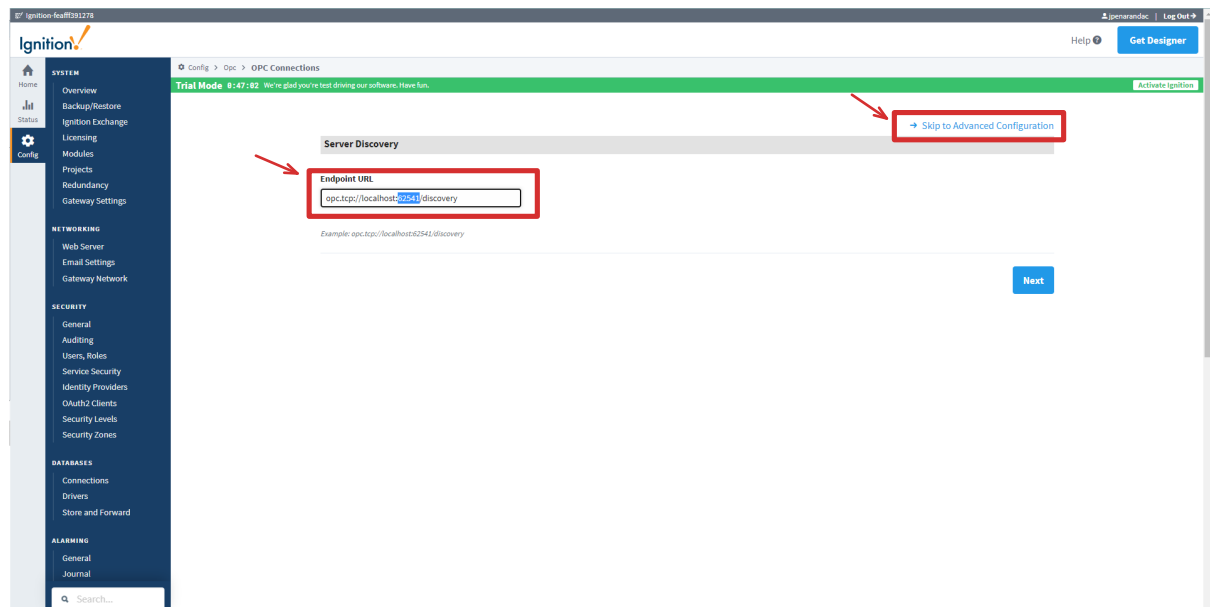 Ignition-feafff391278
jpenarandac | Log Out
Ignition!
Help
Get Designer
Config > Opc > OPC Connections
Trial Mode 0:47:02 We're glad you're test driving our software. Have fun.
Activate Ignition
Home
Status
Config
SYSTEM
Overview
Backup/Restore
Ignition Exchange
Licensing
Modules
Projects
Redundancy
Gateway Settings
NETWORKING
Web Server
Email Settings
Gateway Network
SECURITY
General
Auditing
Users, Roles
Service Security
Identity Providers
OAuth2 Clients
Security Levels
Security Zones
DATABASES
Connections
Drivers
Store and Forward
ALARMING
General
Journal
Search...
→ Skip to Advanced Configuration
Server Discovery
Endpoint URL
opc.tcp://localhost:62541/discovery
Example: opc.tcp://localhost:62541/discovery
Next